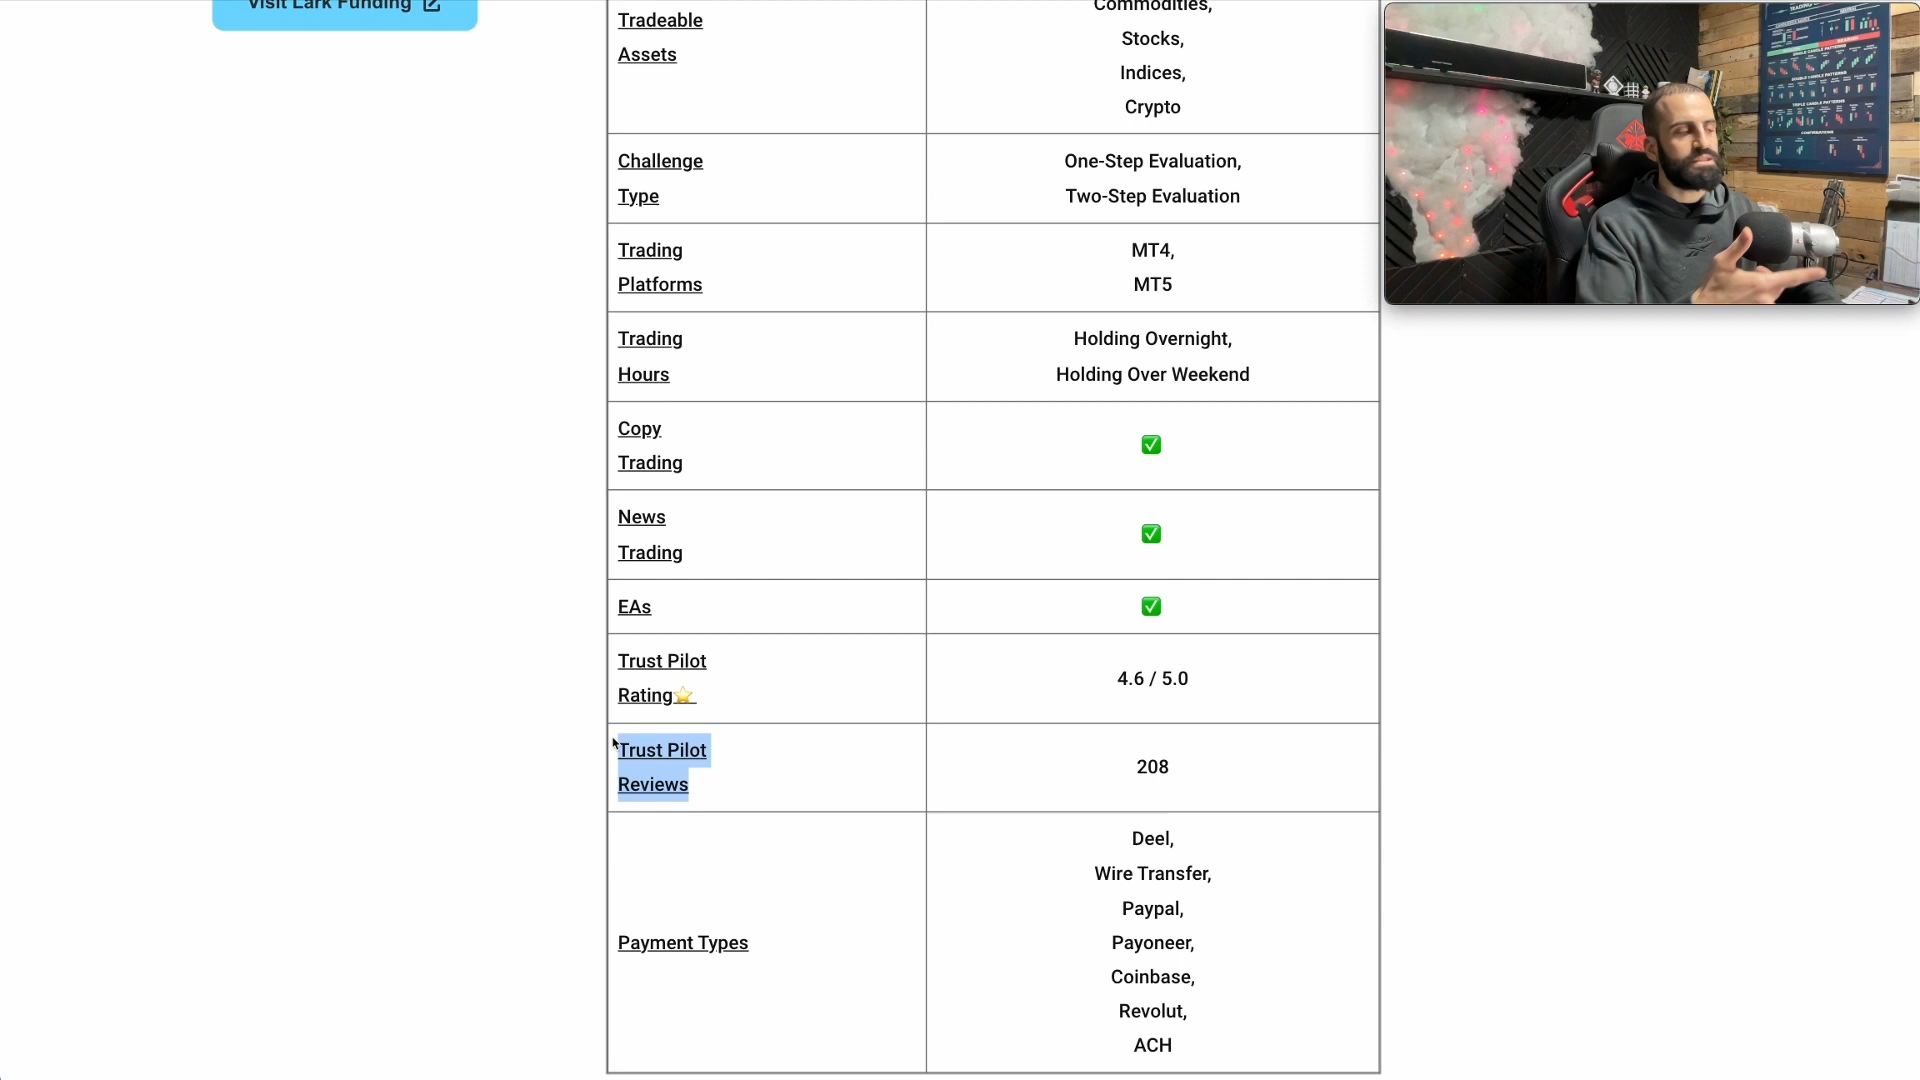 Visit Lark Funding
Tradeable
Assets
Commodities,
Stocks,
Indices,
Crypto
Challenge
Type
One-Step Evaluation,
Two-Step Evaluation
Trading
Platforms
MT4,
MT5
Trading
Hours
Holding Overnight,
Holding Over Weekend
Copy
Trading
✅
News
Trading
✅
EAs
✅
Trust Pilot
Rating⭐
4.6 / 5.0
Trust Pilot
Reviews
208
Payment Types
Deel,
Wire Transfer,
Paypal,
Payoneer,
Coinbase,
Revolut,
ACH